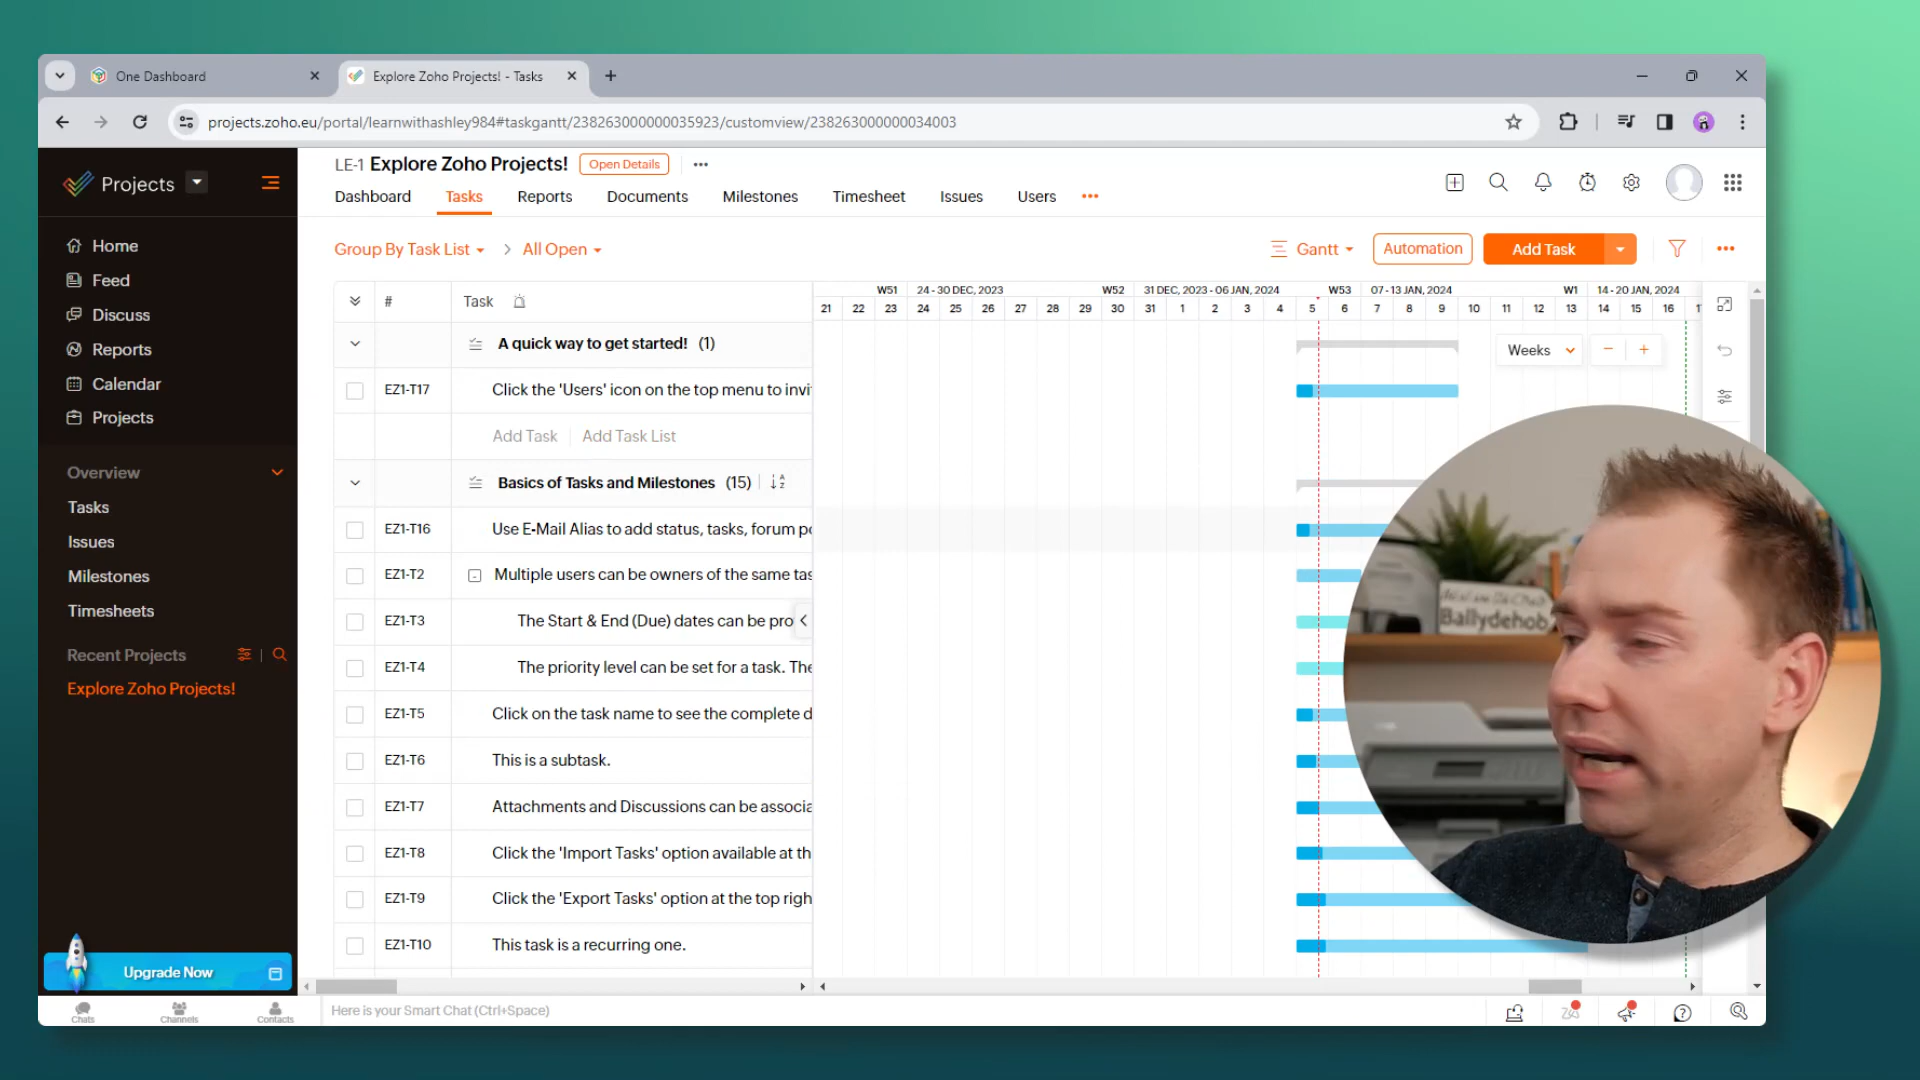 One Dashboard
Explore Zoho Projects! - Tasks
projects.zoho.eu/portal/learnwithashley984#taskgantt/238263000000035923/customview/238263000000034003
Projects
LE-1 Explore Zoho Projects! Open Details
Dashboard Tasks Reports Documents Milestones Timesheet Issues Users
Home
Feed
Discuss
Reports
Calendar
Projects
Overview
Tasks
Issues
Milestones
Timesheets
Recent Projects
Explore Zoho Projects!
Upgrade Now
Group By Task List > All Open
Gantt Automation Add Task
# Task
W51 24 - 30 DEC, 2023 W52 31 DEC, 2023 - 06 JAN, 2024 W53 07 - 13 JAN, 2024 W1 14 - 20 JAN, 2024
21 22 23 24 25 26 27 28 29 30 31 1 2 3 4 5 6 7 8 9 10 11 12 13 14 15 16
Weeks
A quick way to get started! (1)
EZ1-T17 Click the 'Users' icon on the top menu to invi
Add Task Add Task List
Basics of Tasks and Milestones (15)
EZ1-T16 Use E-Mail Alias to add status, tasks, forum po
EZ1-T2 Multiple users can be owners of the same tas
EZ1-T3 The Start & End (Due) dates can be pro
EZ1-T4 The priority level can be set for a task. The
EZ1-T5 Click on the task name to see the complete d
EZ1-T6 This is a subtask.
EZ1-T7 Attachments and Discussions can be associa
EZ1-T8 Click the 'Import Tasks' option available at th
EZ1-T9 Click the 'Export Tasks' option at the top righ
EZ1-T10 This task is a recurring one.
Ballydehob
Chats Channels Contacts
Here is your Smart Chat (Ctrl+Space)